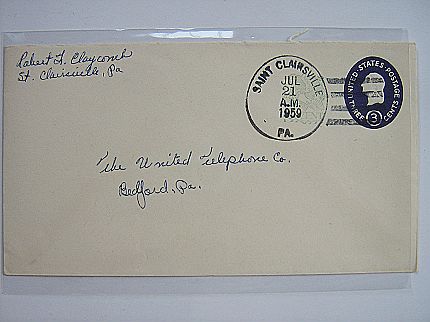 Robert F. Claycomb
St. Clairsville, Pa
SAINT CLAIRSVILLE
JUL
21
A.M.
1959
PA.
UNITED STATES POSTAGE
3 CENTS
The United Telephone Co.
Bedford, Pa.